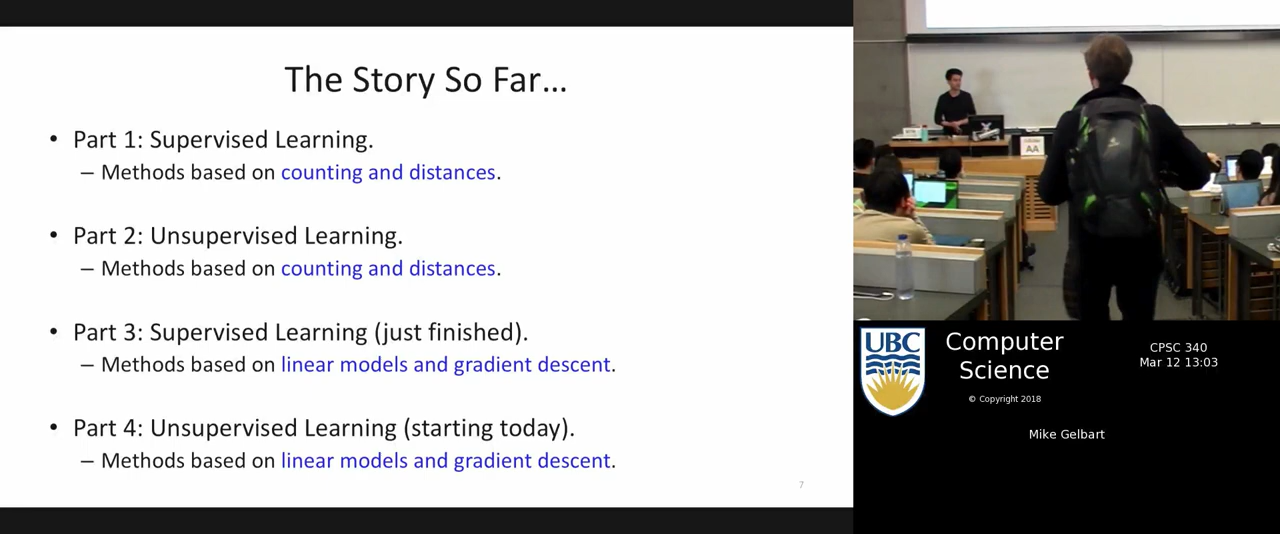 The Story So Far...
• Part 1: Supervised Learning.
– Methods based on counting and distances.
• Part 2: Unsupervised Learning.
– Methods based on counting and distances.
• Part 3: Supervised Learning (just finished).
– Methods based on linear models and gradient descent.
• Part 4: Unsupervised Learning (starting today).
– Methods based on linear models and gradient descent.
7
AA
UBC
Computer
Science
© Copyright 2018
CPSC 340
Mar 12 13:03
Mike Gelbart